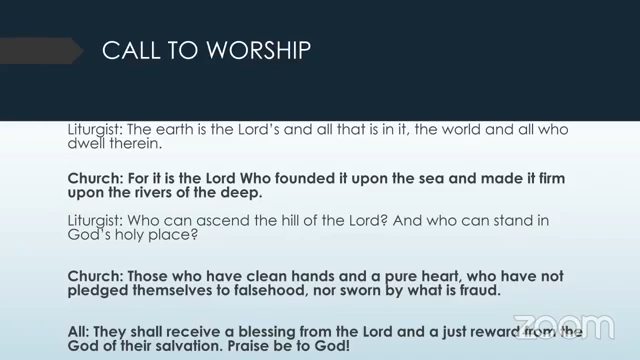 CALL TO WORSHIP
Liturgist: The earth is the Lord's and all that is in it, the world and all who
dwell therein.
Church: For it is the Lord Who founded it upon the sea and made it firm
upon the rivers of the deep.
Liturgist: Who can ascend the hill of the Lord? And who can stand in
God's holy place?
Church: Those who have clean hands and a pure heart, who have not
pledged themselves to falsehood, nor sworn by what is fraud.
All: They shall receive a blessing from the Lord and a just reward from the
God of their salvation. Praise be to God!
zoom